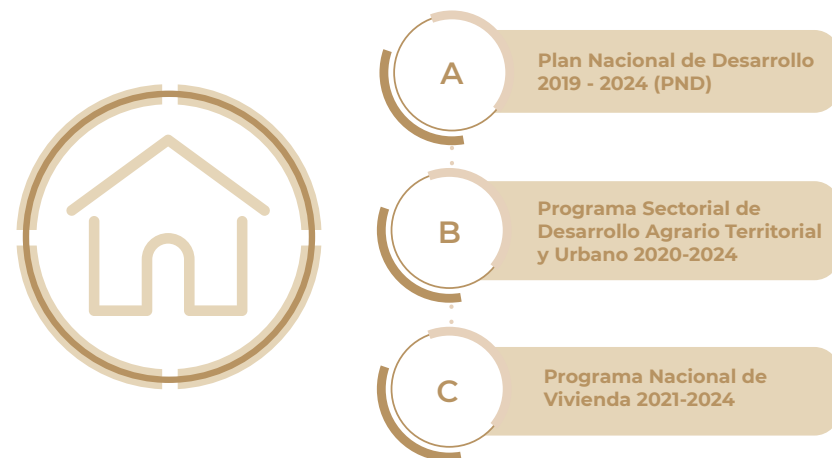 A
Plan Nacional de Desarrollo
2019 - 2024 (PND)
B
Programa Sectorial de
Desarrollo Agrario Territorial
y Urbano 2020-2024
C
Programa Nacional de
Vivienda 2021-2024